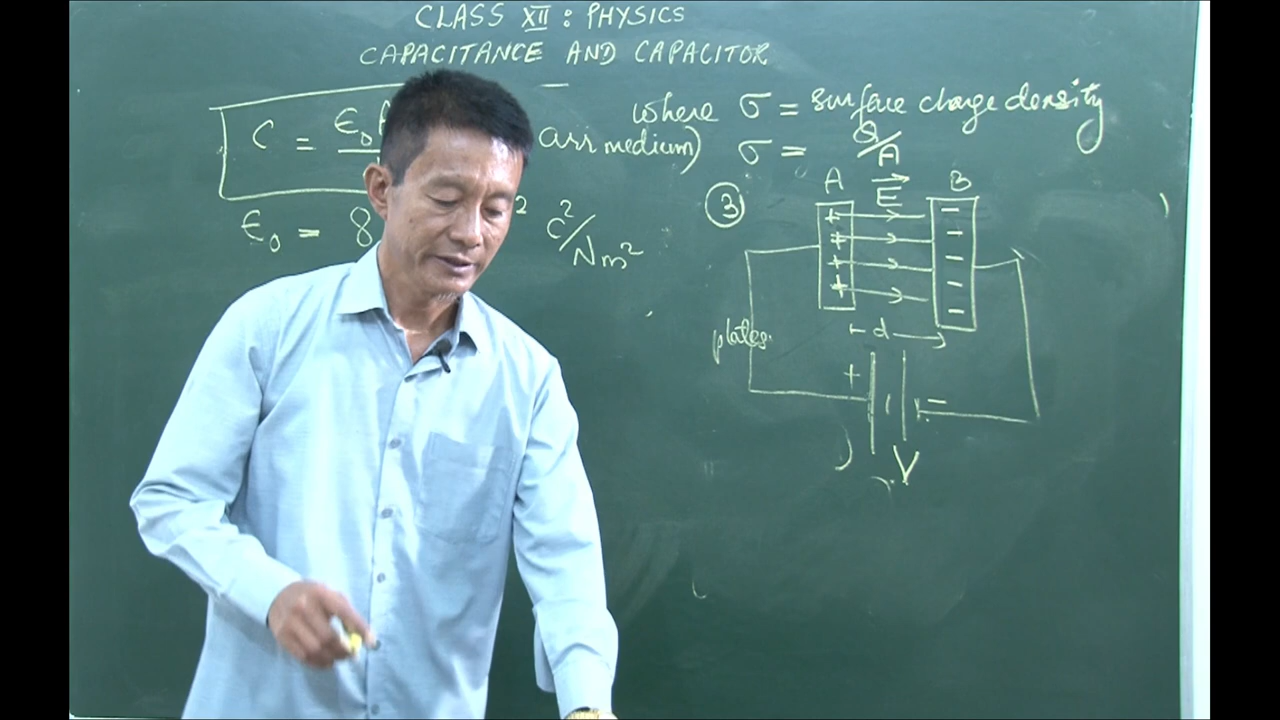 CLASS XII : PHYSICS
CAPACITANCE AND CAPACITOR
C = ϵ₀
air medium)
where σ = surface charge density
σ = Q/A
ϵ₀ = 8
² C²/Nm²
3
A E⃗ B
+ −
+ −
+ −
+ −
−
d
plates.
+ −
V